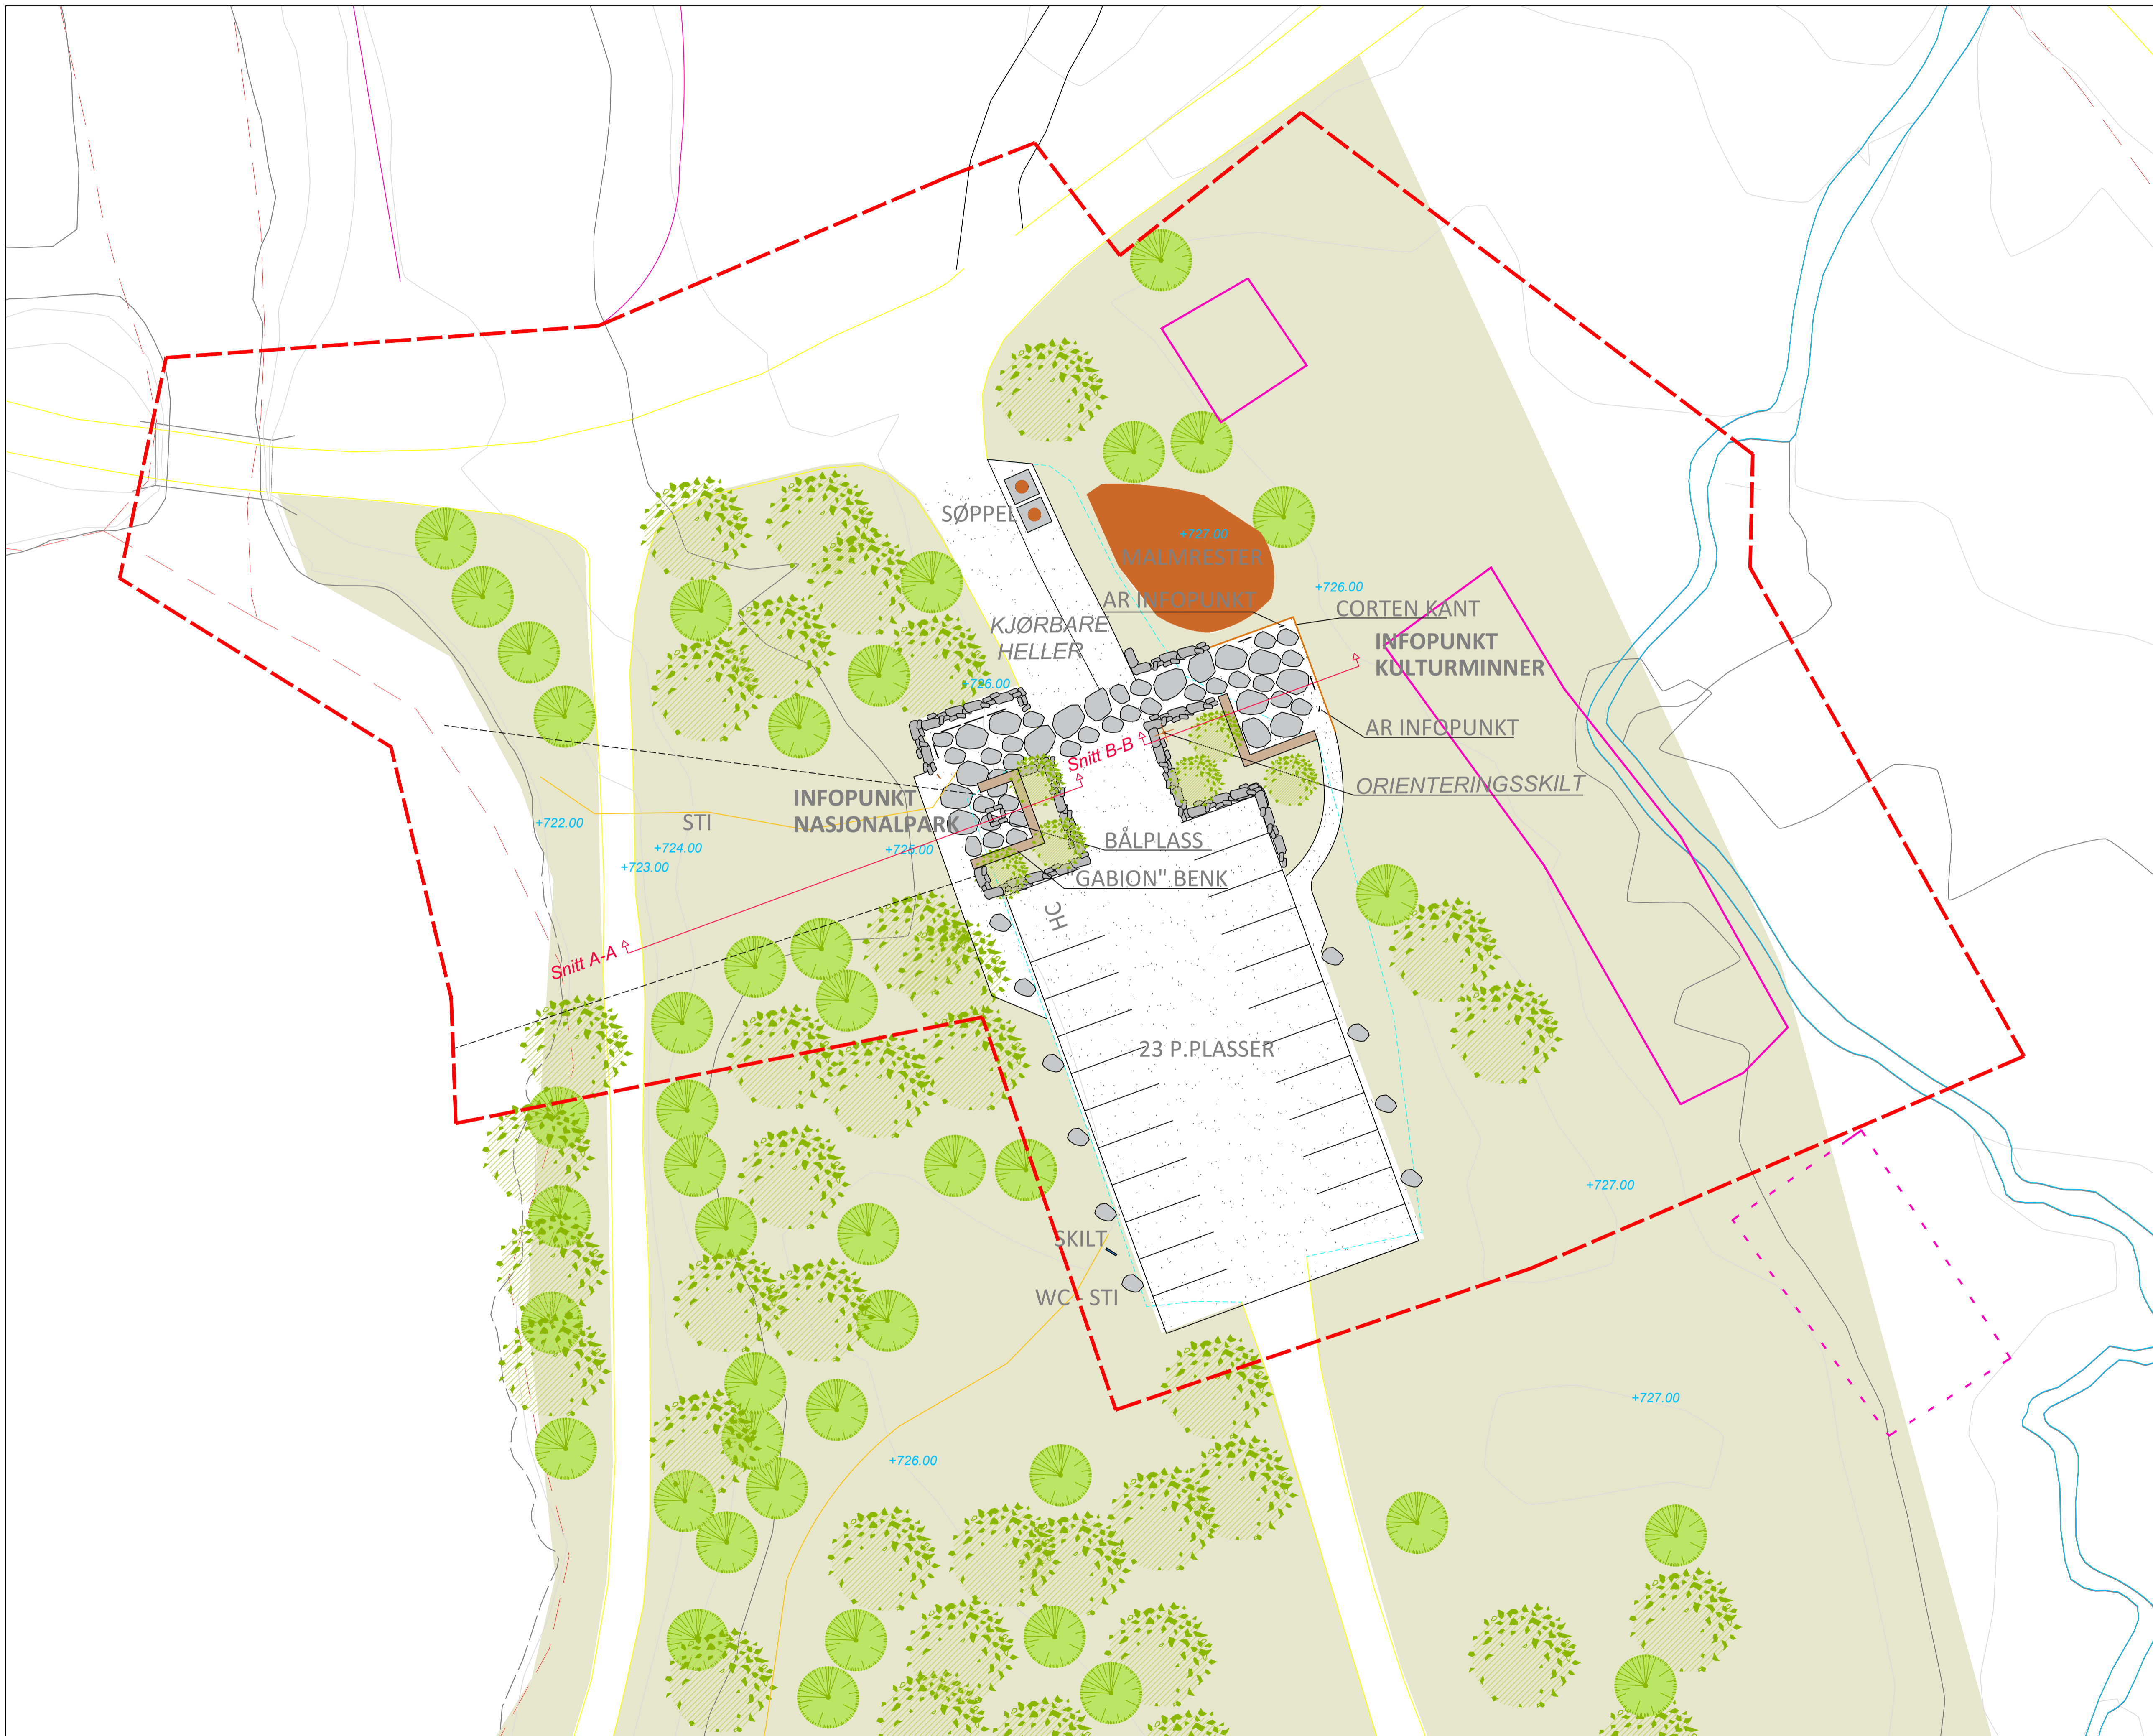 SØPPEL
+727.00
MALMRESTER
+726.00
AR INFOPUNKT
CORTEN KANT
KJØRBARE
HELLER
INFOPUNKT
KULTURMINNER
+726.00
AR INFOPUNKT
Snitt B-B
ORIENTERINGSSKILT
INFOPUNKT
NASJONALPARK
STI
+722.00
+724.00
+725.00
+723.00
BÅLPLASS
"GABION" BENK
HC
Snitt A-A
23 P.PLASSER
+727.00
SKILT
WC - STI
+727.00
+726.00